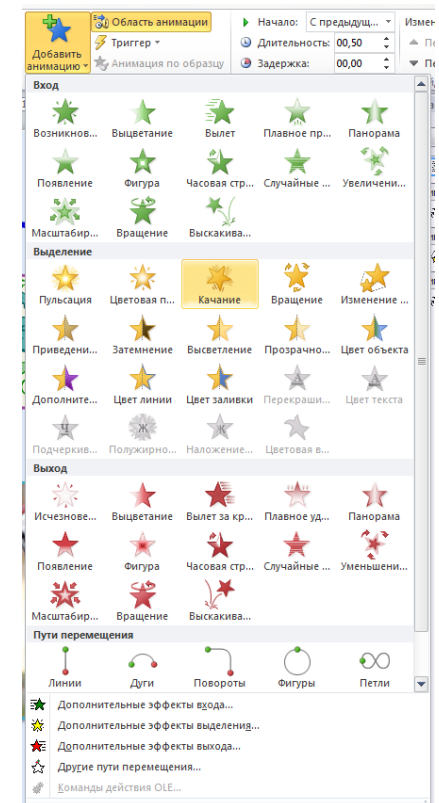 Область анимации
Начало: С предыдущ...
Измен
Добавить
анимацию
Триггер
Длительность: 00,50
Анимация по образцу
Задержка: 00,00
Вход
Возникнов... Выцветание Вылет Плавное пр... Панорама
Появление Фигура Часовая стр... Случайные ... Увеличени...
Масштабир... Вращение Выскакива...
Выделение
Пульсация Цветовая п... Качание Вращение Изменение ...
Приведени... Затемнение Высветление Прозрачно... Цвет объекта
Дополните... Цвет линии Цвет заливки Перекраши... Цвет текста
Подчеркив... Полужирно... Наложение... Цветовая в...
Выход
Исчезнове... Выцветание Вылет за кр... Плавное уд... Панорама
Появление Фигура Часовая стр... Случайные ... Уменьшени...
Масштабир... Вращение Выскакива...
Пути перемещения
Линии Дуги Повороты Фигуры Петли
Дополнительные эффекты входа...
Дополнительные эффекты выделения...
Дополнительные эффекты выхода...
Другие пути перемещения...
Команды действия OLE...